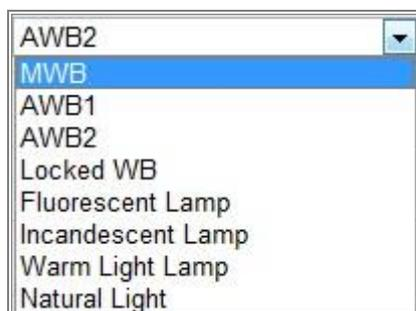 AWB2
MWB
AWB1
AWB2
Locked WB
Fluorescent Lamp
Incandescent Lamp
Warm Light Lamp
Natural Light